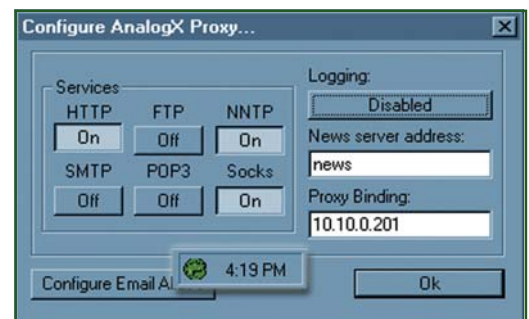 Configure AnalogX Proxy...
Services
HTTP FTP NNTP
On Off On
SMTP POP3 Socks
Off Off On
Logging:
Disabled
News server address:
news
Proxy Binding:
10.10.0.201
Configure Email
4:19 PM
Ok